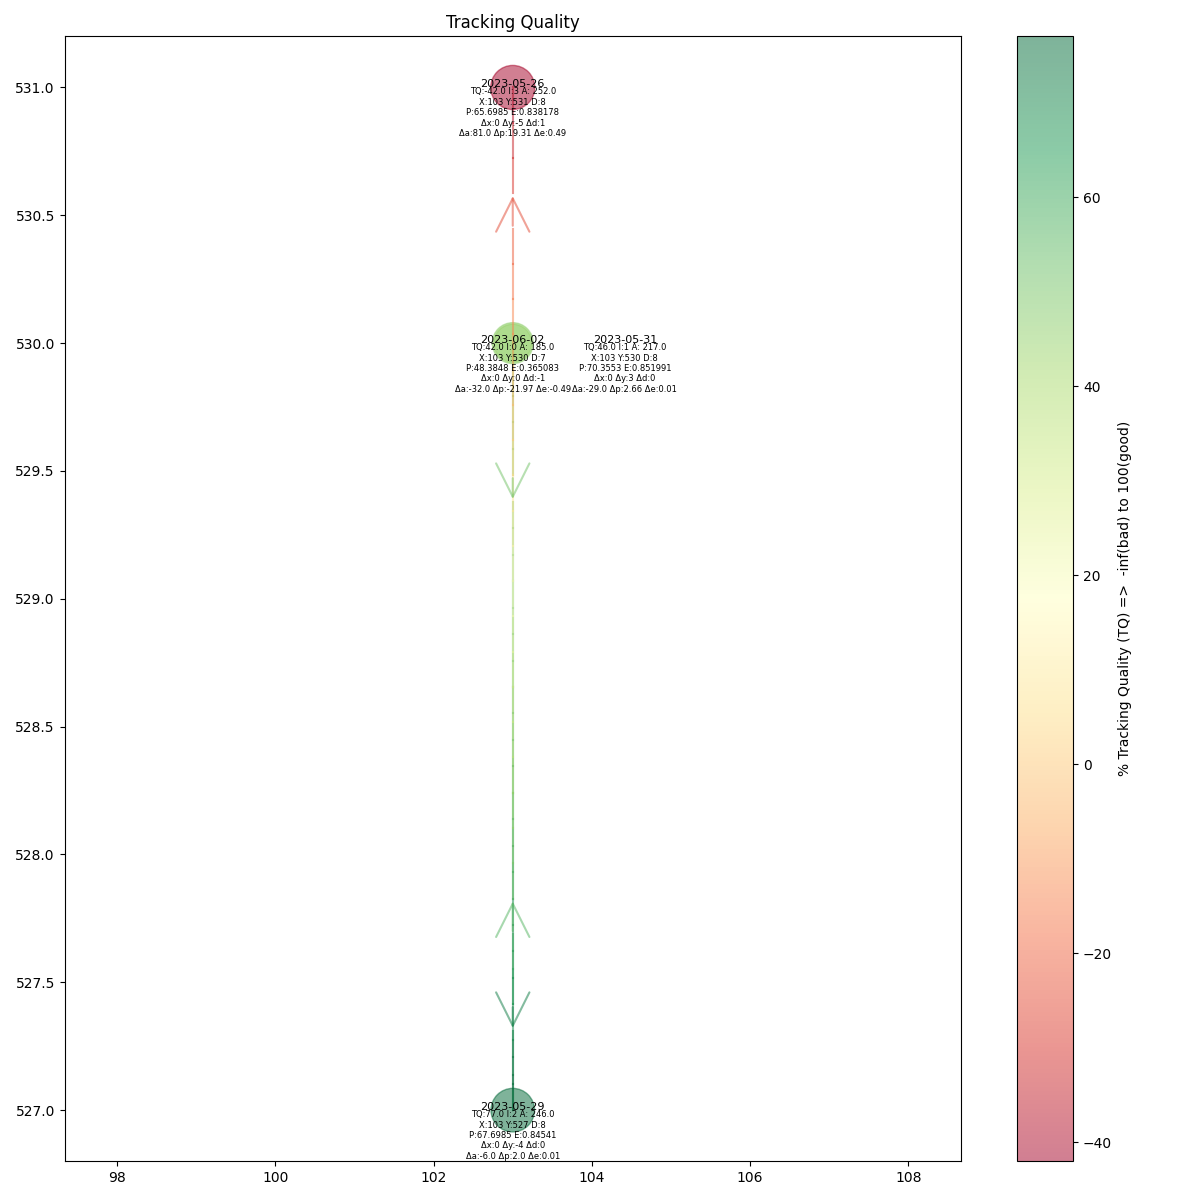 Tracking Quality
531.0
530.5
530.0
529.5
529.0
528.5
528.0
527.5
527.0
98
100
102
104
106
108
2023-05-26
TQ:-42.0 I:3 A: 252.0
X:103 Y:531 D:8
P:65.6985 E:0.838178
Δx:0 Δy:-5 Δd:1
Δa:81.0 Δp:19.31 Δe:0.49
2023-06-02
TQ:42.0 I:0 A: 185.0
X:103 Y:530 D:7
P:48.3848 E:0.365083
Δx:0 Δy:0 Δd:-1
Δa:-32.0 Δp:-21.97 Δe:-0.49
2023-05-31
TQ:46.0 I:1 A: 217.0
X:103 Y:530 D:8
P:70.3553 E:0.851991
Δx:0 Δy:3 Δd:0
Δa:-29.0 Δp:2.66 Δe:0.01
2023-05-29
TQ:77.0 I:2 A: 246.0
X:103 Y:527 D:8
P:67.6985 E:0.84541
Δx:0 Δy:-4 Δd:0
Δa:-6.0 Δp:2.0 Δe:0.01
60
40
20
0
−20
−40
% Tracking Quality (TQ) => -inf(bad) to 100(good)